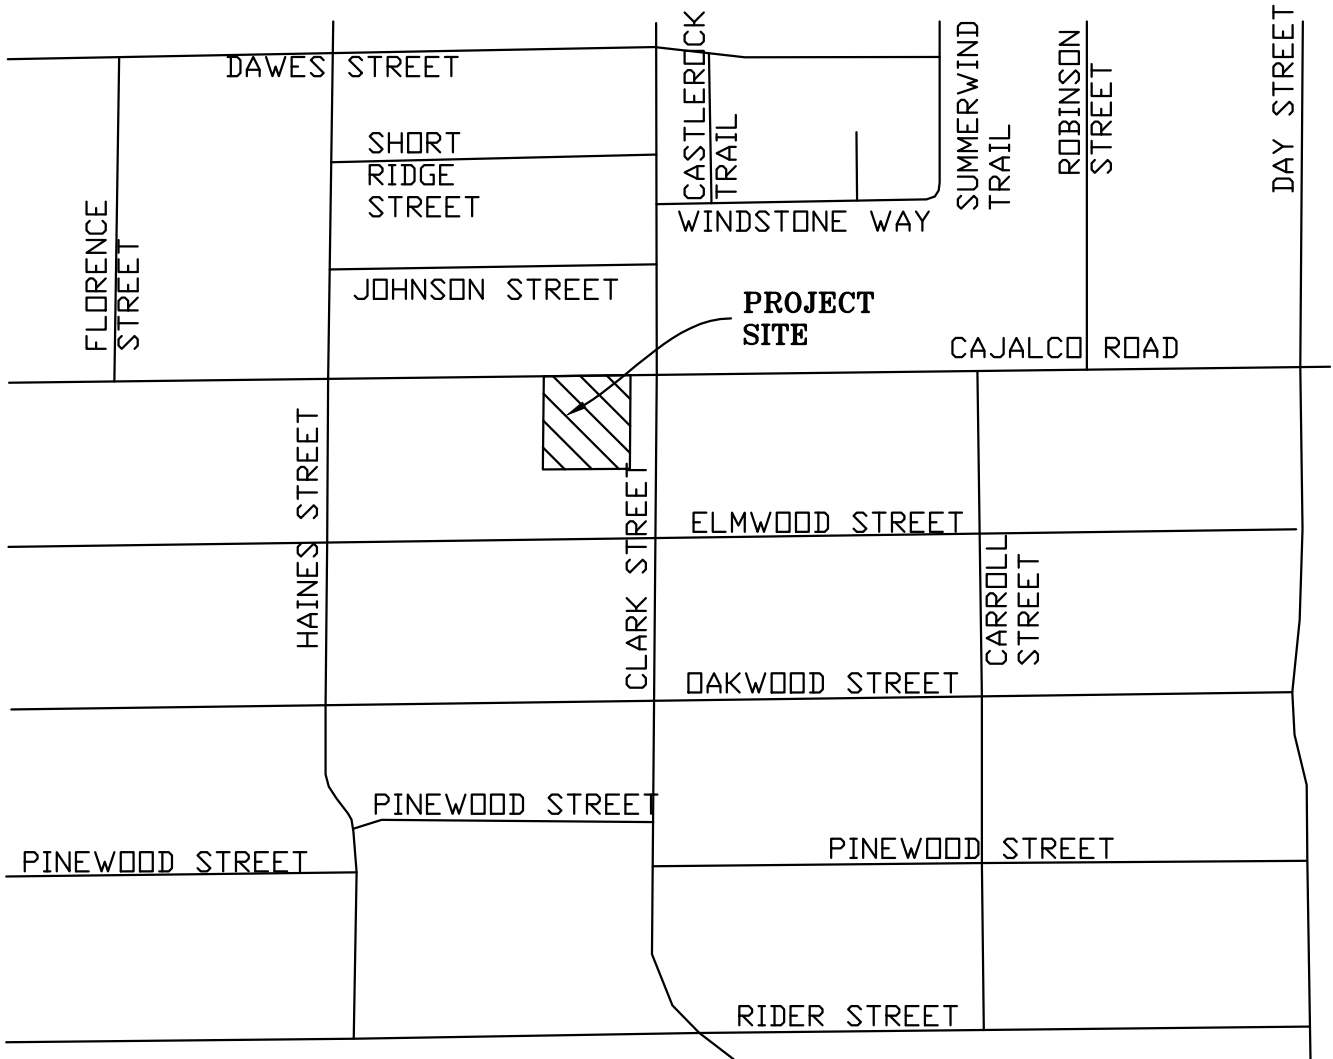 DAWES STREET
CASTLEROCK
TRAIL
SUMMERWIND
TRAIL
ROBINSON
STREET
DAY STREET
SHORT
RIDGE
STREET
FLORENCE
STREET
WINDSTONE WAY
JOHNSON STREET
PROJECT
SITE
CAJALCO ROAD
HAINES STREET
CLARK STREET
ELMWOOD STREET
CARROLL
STREET
OAKWOOD STREET
PINEWOOD STREET
PINEWOOD STREET
PINEWOOD STREET
RIDER STREET